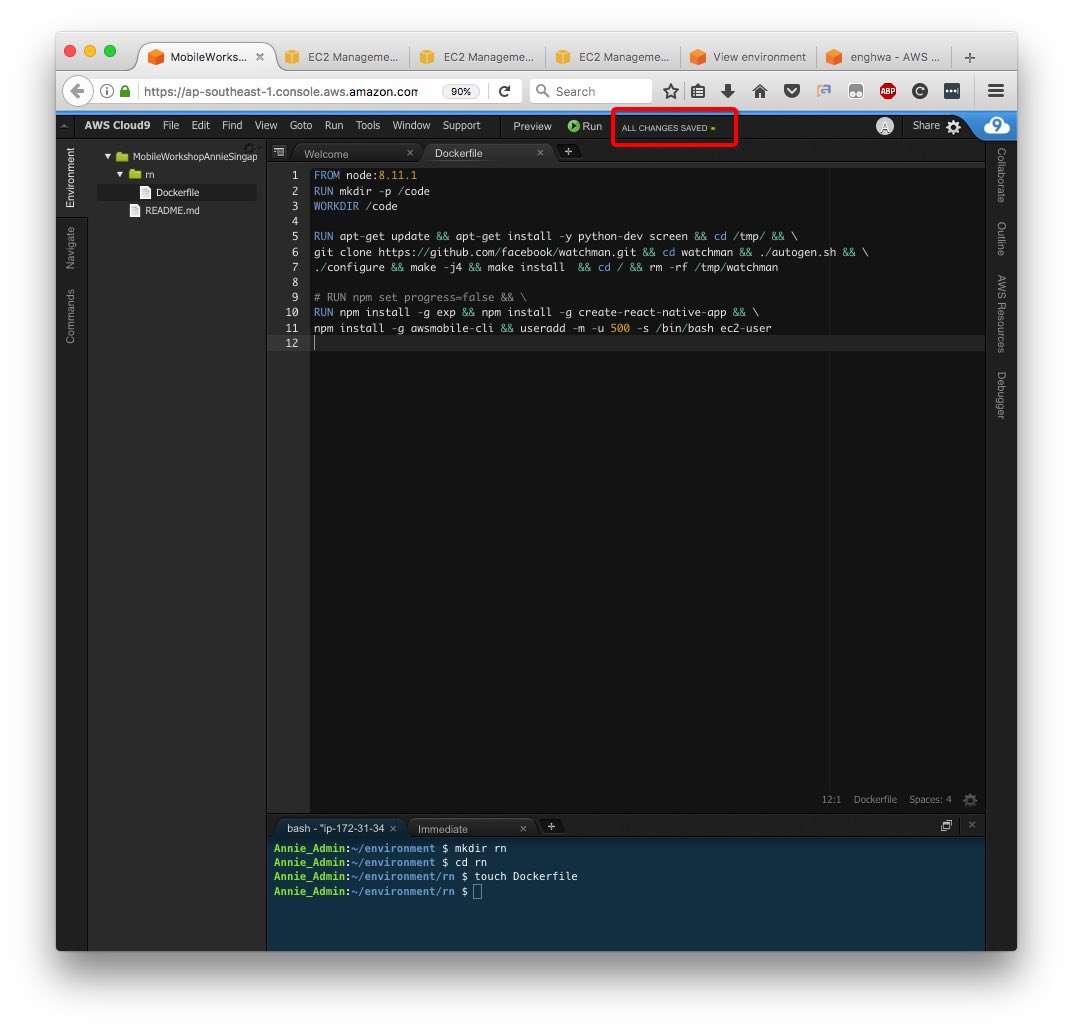 MobileWorks...
EC2 Manageme...
EC2 Manageme...
EC2 Manageme...
View environment
enghwa - AWS ...
https://ap-southeast-1.console.aws.amazon.com
90%
Search
ABP
AWS Cloud9 File Edit Find View Goto Run Tools Window Support Preview Run ALL CHANGES SAVED Share 9
Environment
Navigate
Commands
MobileWorkshopAnnieSingap
rn
Dockerfile
README.md
Welcome
Dockerfile
1 FROM node:8.11.1
2 RUN mkdir -p /code
3 WORKDIR /code
4
5 RUN apt-get update && apt-get install -y python-dev screen && cd /tmp/ && \
6 git clone https://github.com/facebook/watchman.git && cd watchman && ./autogen.sh && \
7 ./configure && make -j4 && make install  && cd / && rm -rf /tmp/watchman
8
9 # RUN npm set progress=false && \
10 RUN npm install -g exp && npm install -g create-react-native-app && \
11 npm install -g awsmobile-cli && useradd -m -u 500 -s /bin/bash ec2-user
12
12:1 Dockerfile Spaces: 4
Collaborate
Outline
AWS Resources
Debugger
bash - "ip-172-31-34
Immediate
Annie_Admin:~/environment $ mkdir rn
Annie_Admin:~/environment $ cd rn
Annie_Admin:~/environment/rn $ touch Dockerfile
Annie_Admin:~/environment/rn $